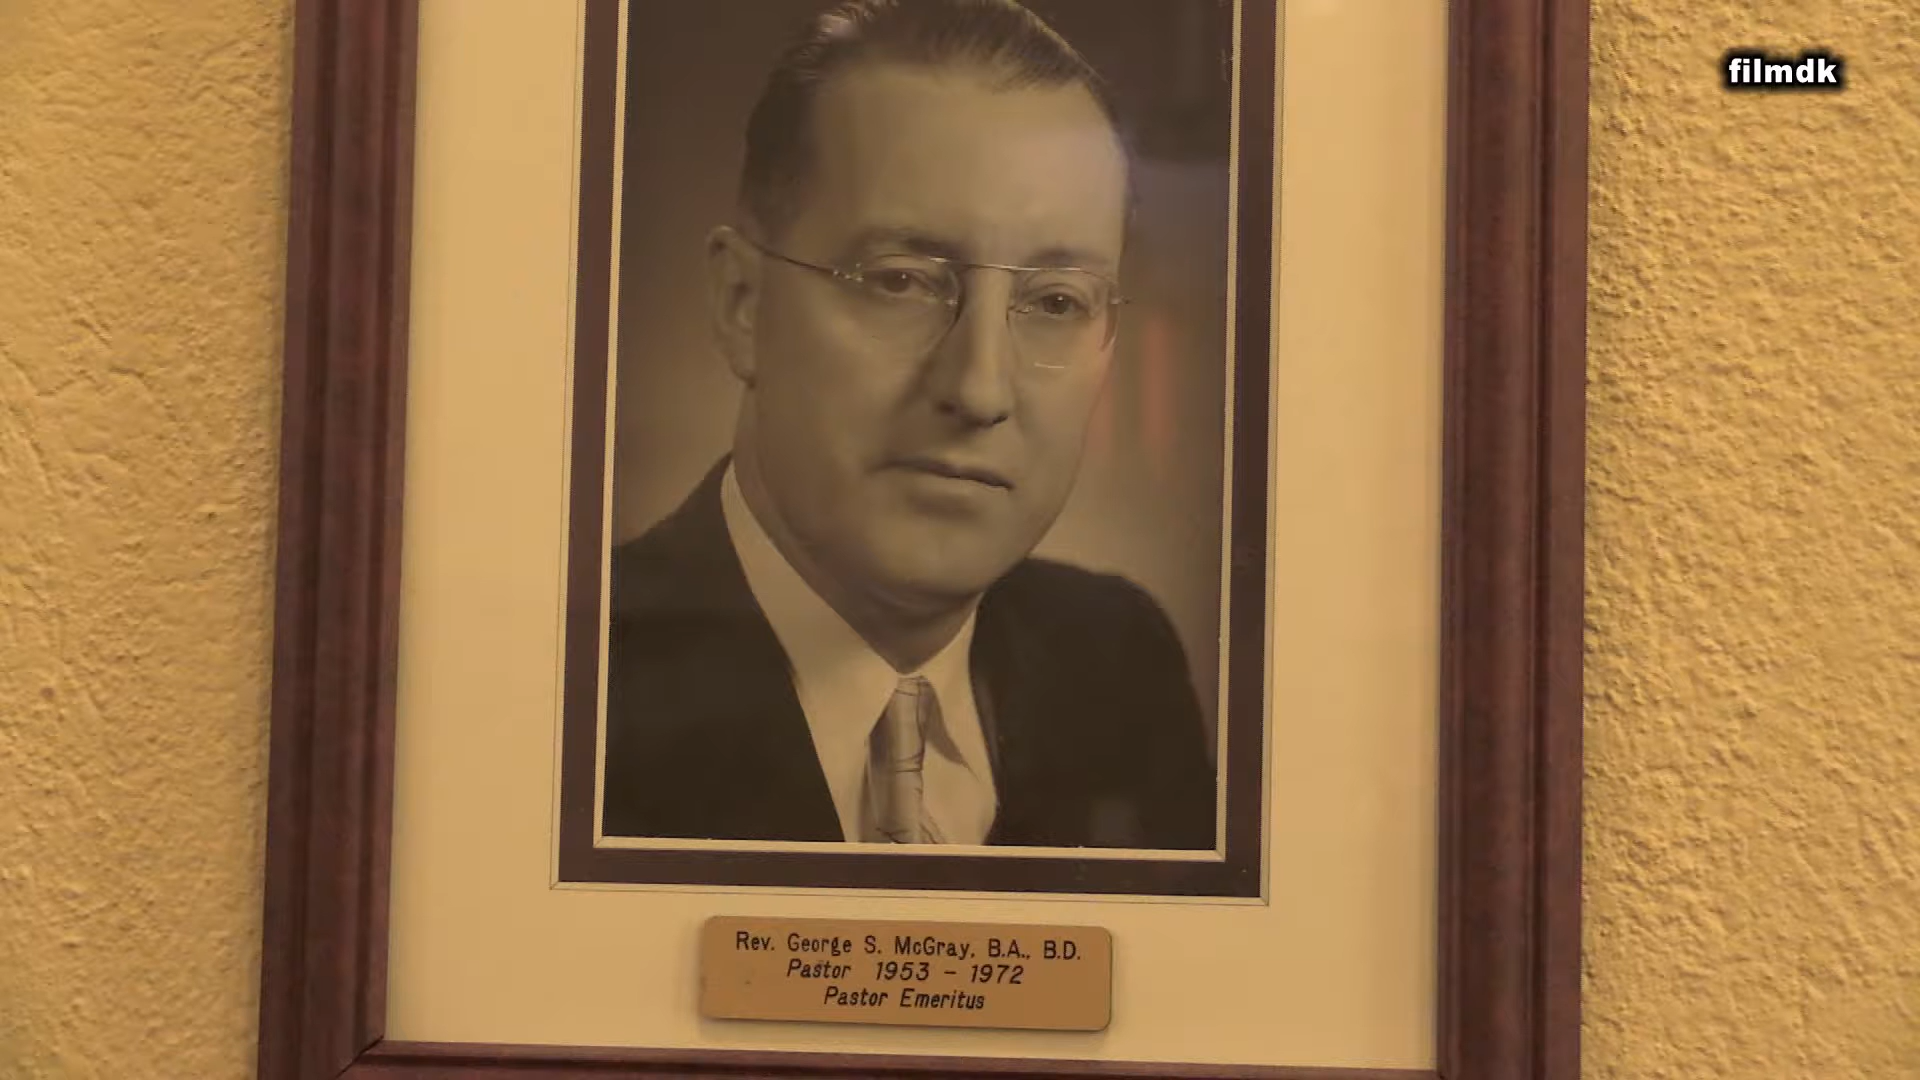 filmdk
Rev. George S. McGray, B.A., B.D.
Pastor 1953 - 1972
Pastor Emeritus